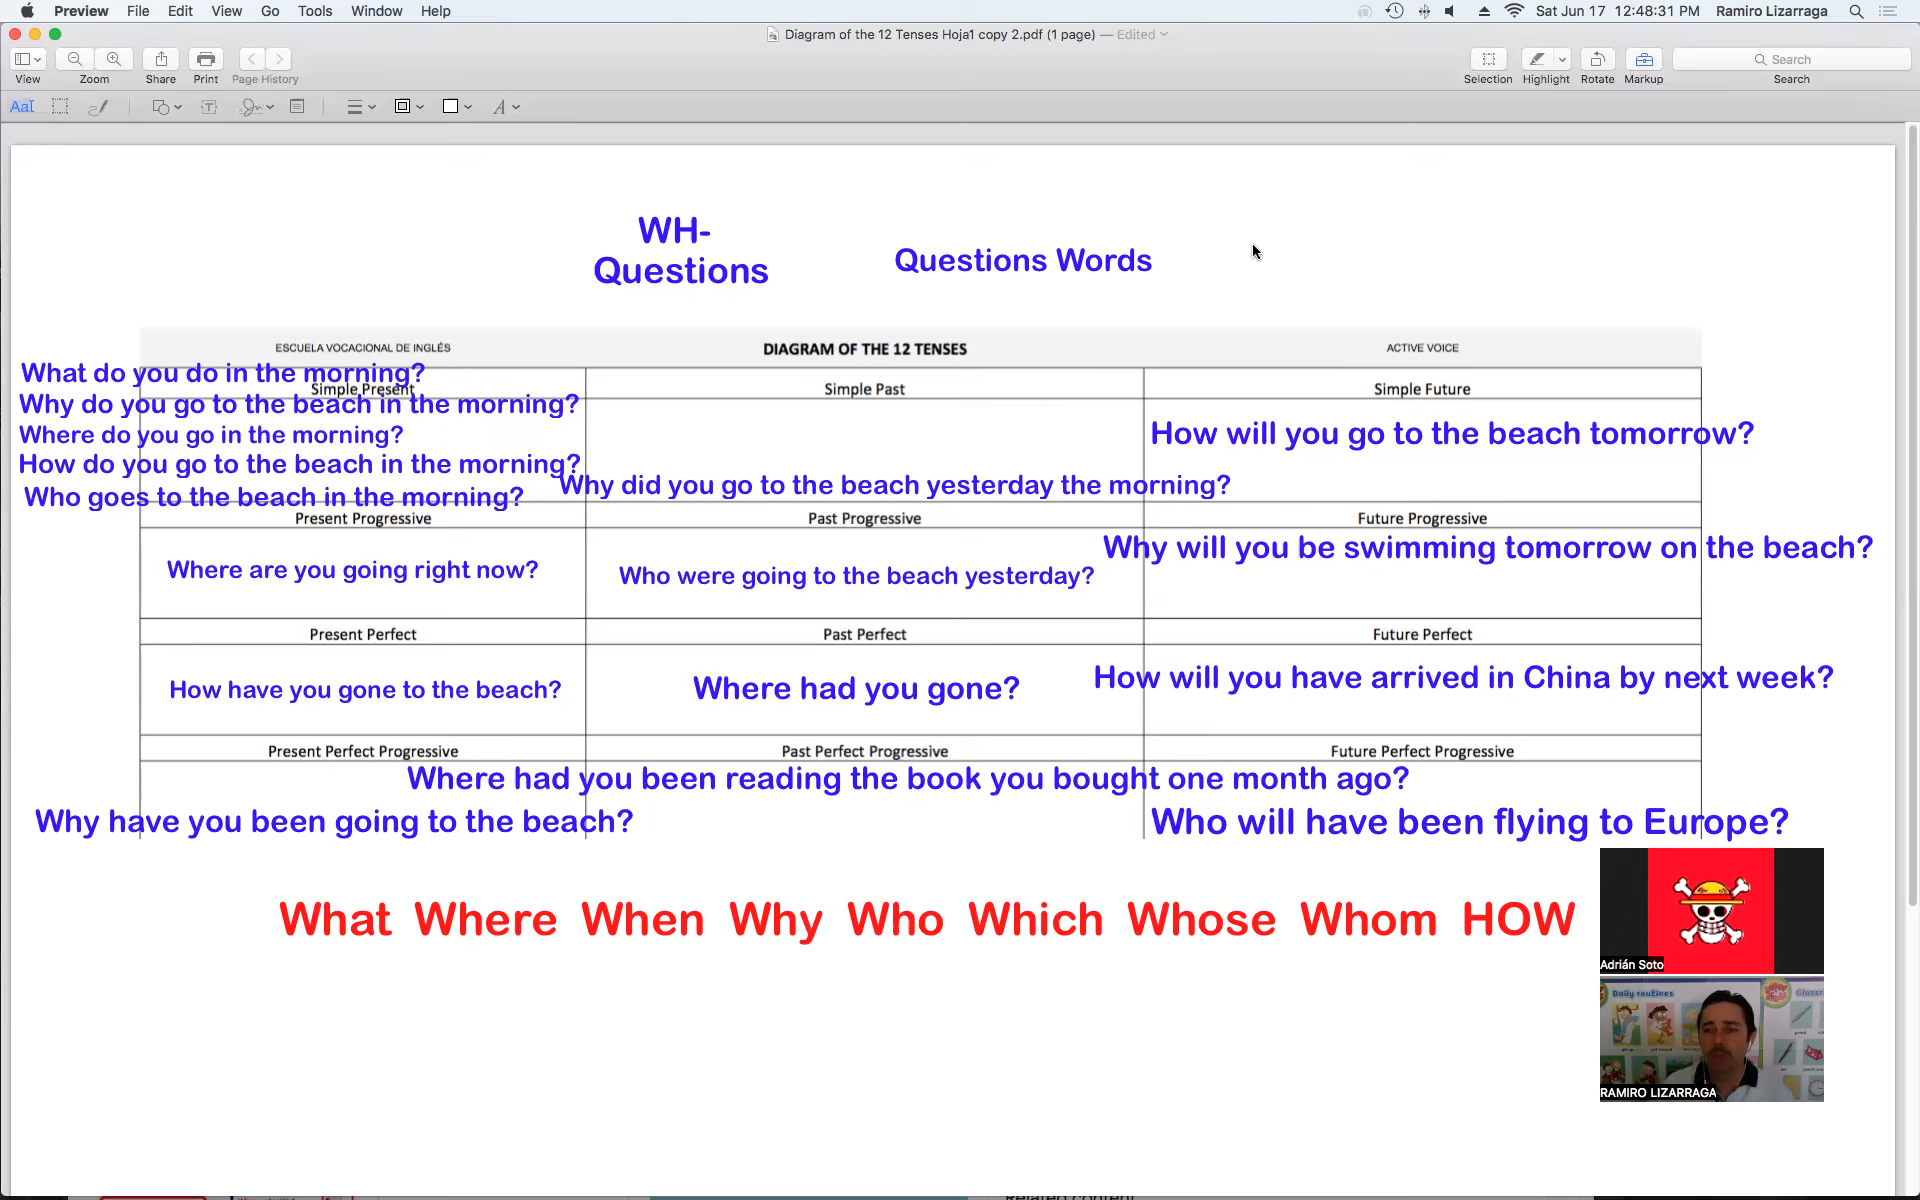 Preview File Edit View Go Tools Window Help
Sat Jun 17 12:48:31 PM Ramiro Lizarraga
Diagram of the 12 Tenses Hoja1 copy 2.pdf (1 page) — Edited
View Zoom Share Print Page History
Selection Highlight Rotate Markup Search
Search
AaI
WH-
Questions
Questions Words
ESCUELA VOCACIONAL DE INGLÉS
DIAGRAM OF THE 12 TENSES
ACTIVE VOICE
What do you do in the morning?
Simple Present
Simple Past
Simple Future
Why do you go to the beach in the morning?
Where do you go in the morning?
How will you go to the beach tomorrow?
How do you go to the beach in the morning?
Why did you go to the beach yesterday the morning?
Who goes to the beach in the morning?
Present Progressive
Past Progressive
Future Progressive
Why will you be swimming tomorrow on the beach?
Where are you going right now?
Who were going to the beach yesterday?
Present Perfect
Past Perfect
Future Perfect
How have you gone to the beach?
Where had you gone?
How will you have arrived in China by next week?
Present Perfect Progressive
Past Perfect Progressive
Future Perfect Progressive
Where had you been reading the book you bought one month ago?
Why have you been going to the beach?
Who will have been flying to Europe?
What Where When Why Who Which Whose Whom HOW
Adrián Soto
Daily routines
RAMIRO LIZARRAGA